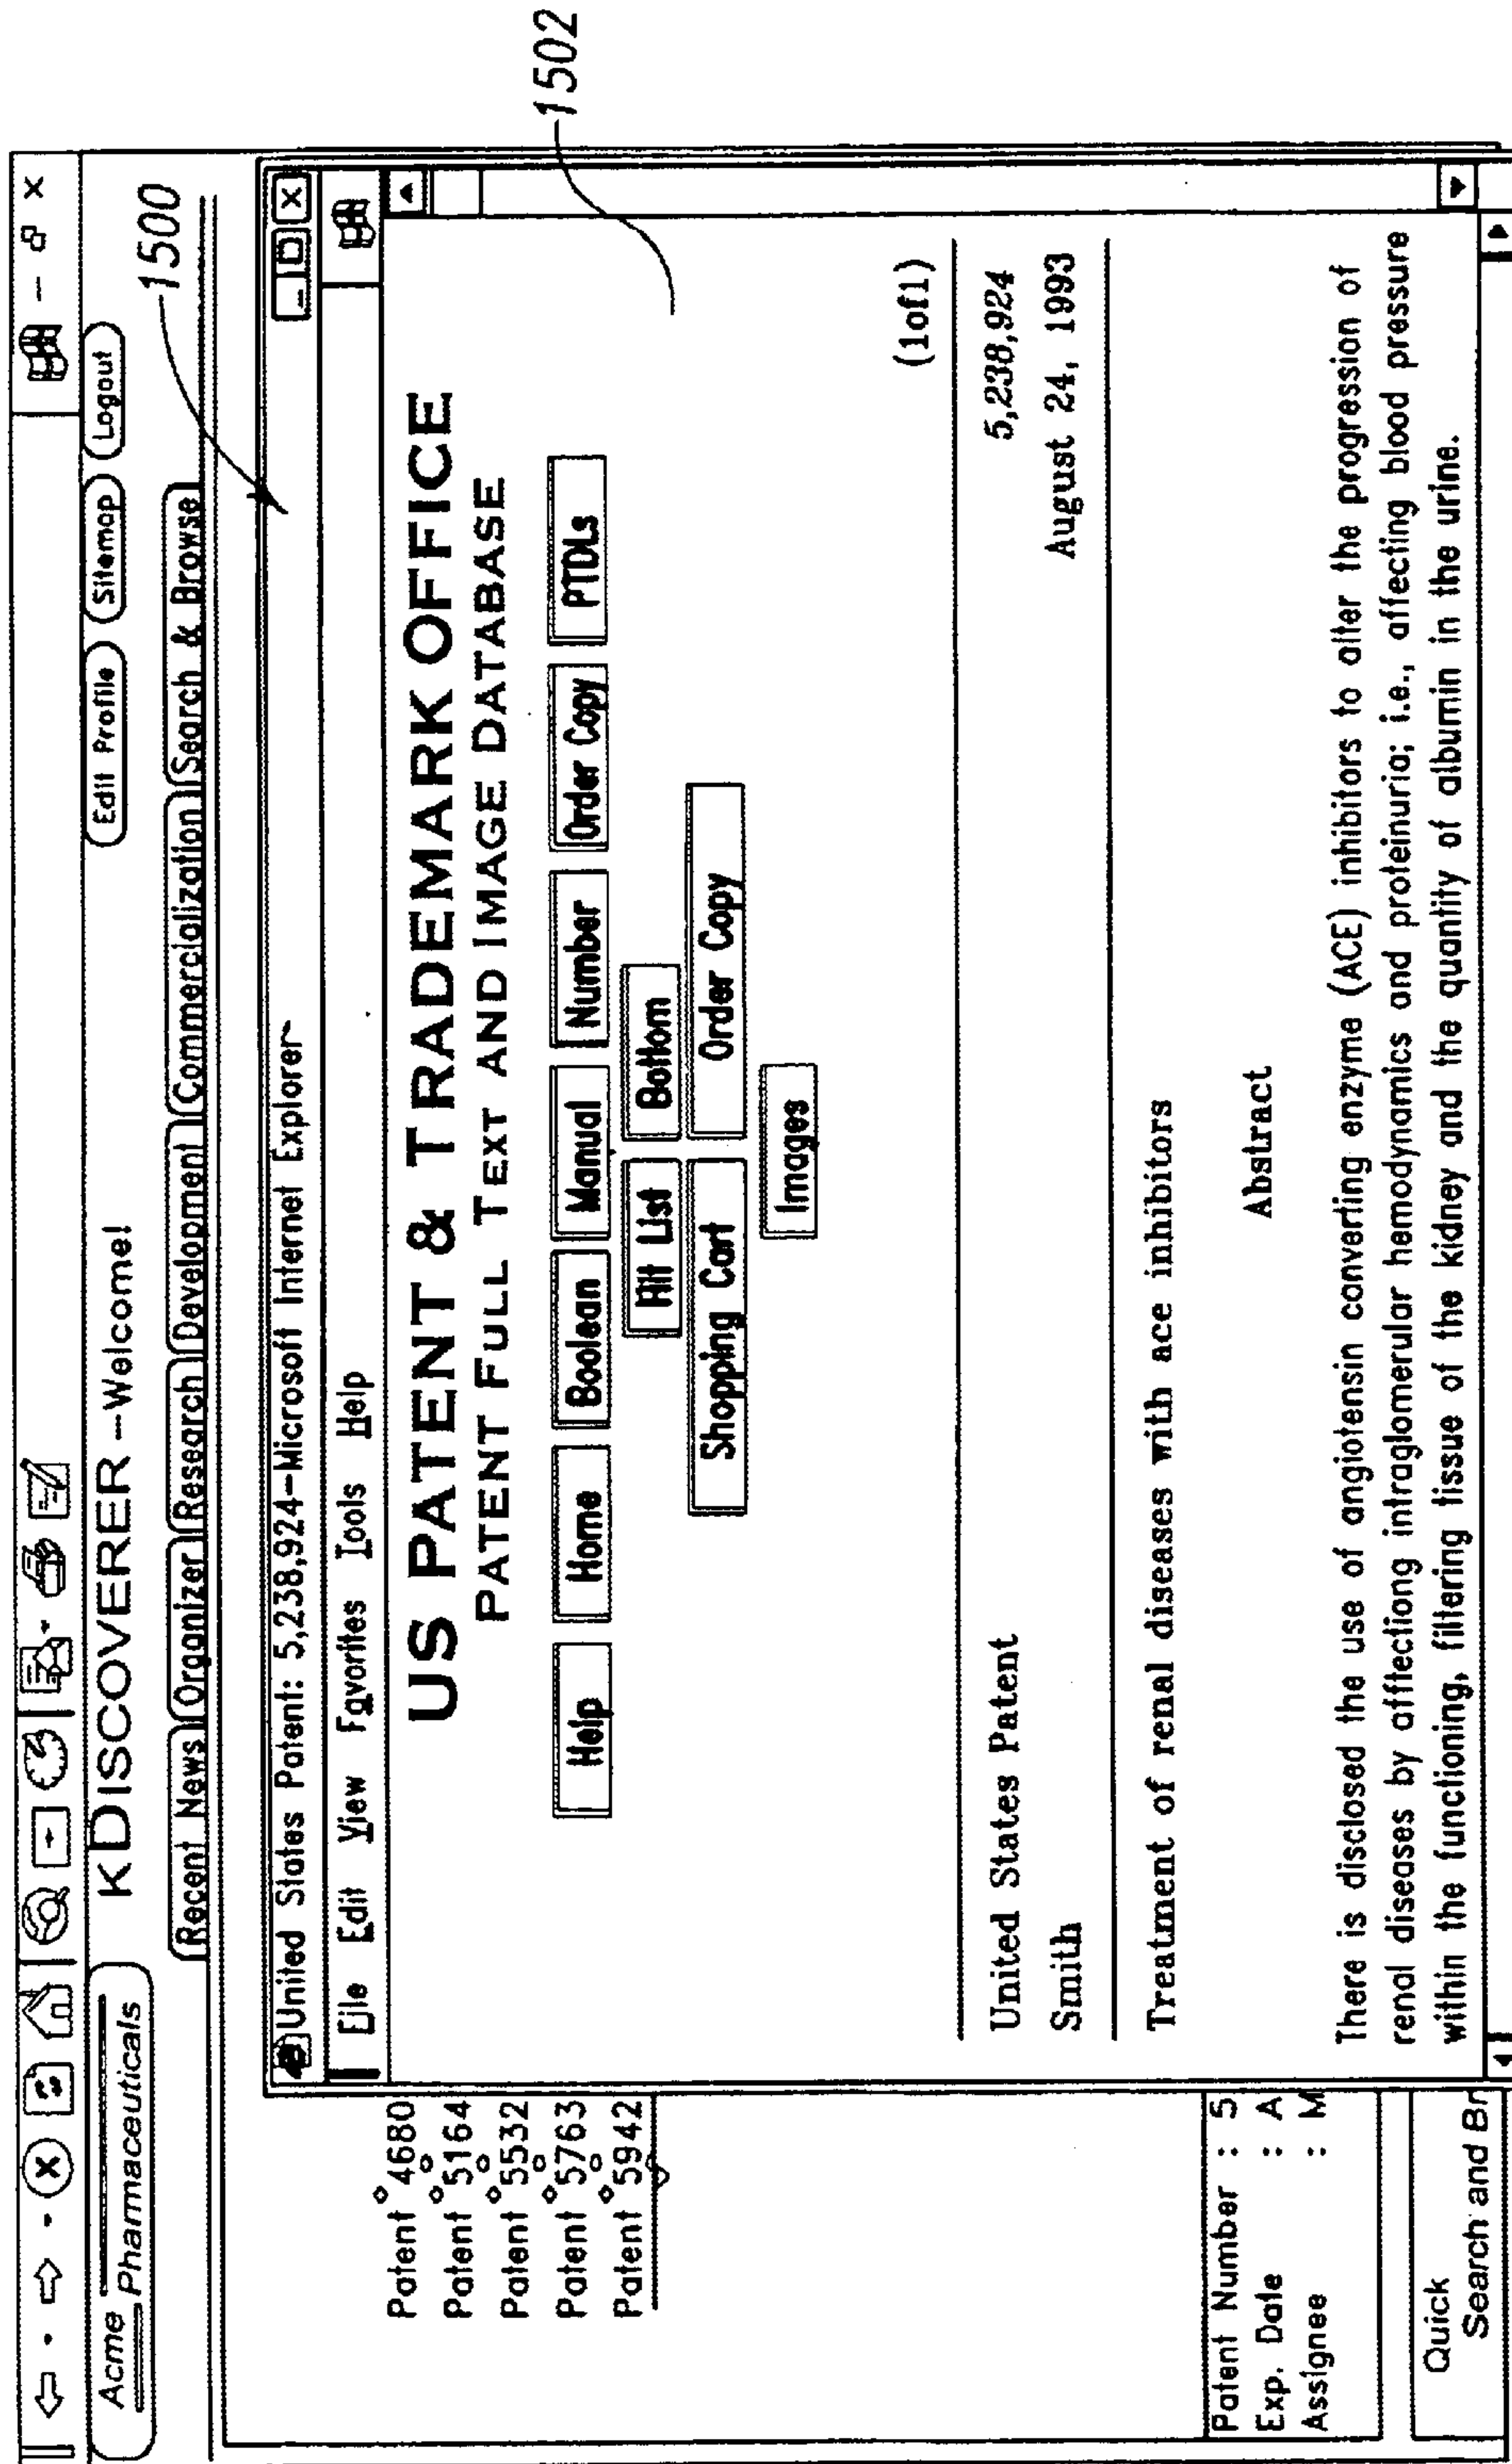 Acme
Pharmaceuticals
KDISCOVERER –Welcome!
Edit Profile Sitemap Logout
Recent News Organizer Research Development Commercialization Search & Browse
1500
United States Patent: 5,238,924–Microsoft Internet Explorer
File Edit View Favorites Tools Help
US PATENT & TRADEMARK OFFICE
PATENT FULL TEXT AND IMAGE DATABASE
1502
Help Home Boolean Manual Number Order Copy PTDLs
Hit List Bottom
Shopping Cart Order Copy
Images
(1of1)
United States Patent 5,238,924
Smith August 24, 1993
Treatment of renal diseases with ace inhibitors
Abstract
There is disclosed the use of angiotensin converting enzyme (ACE) inhibitors to alter the progression of
renal diseases by affectiong intraglomerular hemodynamics and proteinuria; i.e., affecting blood pressure
within the functioning, filtering tissue of the kidney and the quantity of albumin in the urine.
Patent 4680
Patent 5164
Patent 5532
Patent 5763
Patent 5942
Patent Number : 5
Exp. Date : A
Assignee : M
Quick
Search and Br